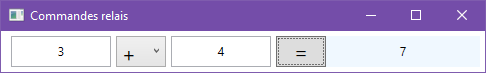 Commandes relais
3 + 4 = 7